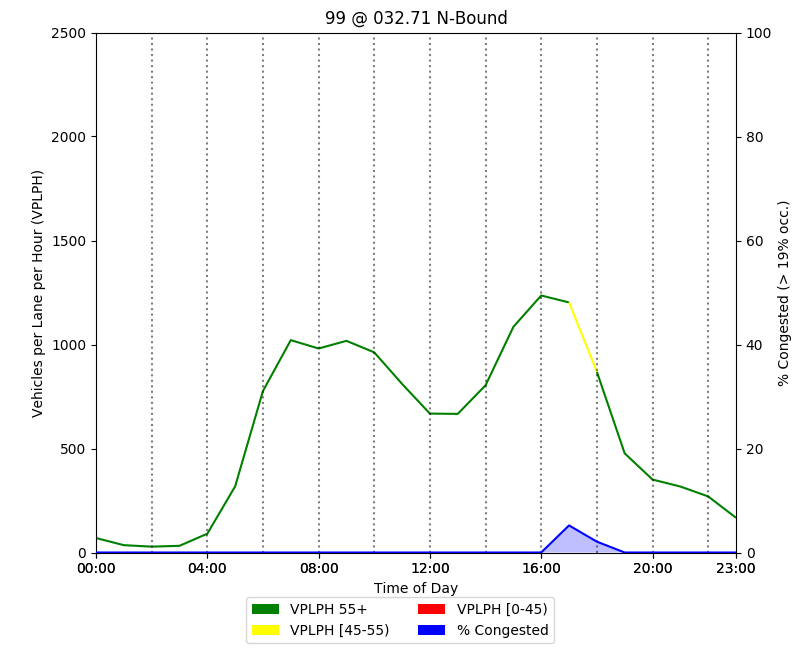 99 @ 032.71 N-Bound
2500
2000
1500
1000
500
0
Vehicles per Lane per Hour (VPLPH)
100
80
60
40
20
0
% Congested (> 19% occ.)
00:00 04:00 08:00 12:00 16:00 20:00 23:00
Time of Day
VPLPH 55+ VPLPH [0-45)
VPLPH [45-55) % Congested